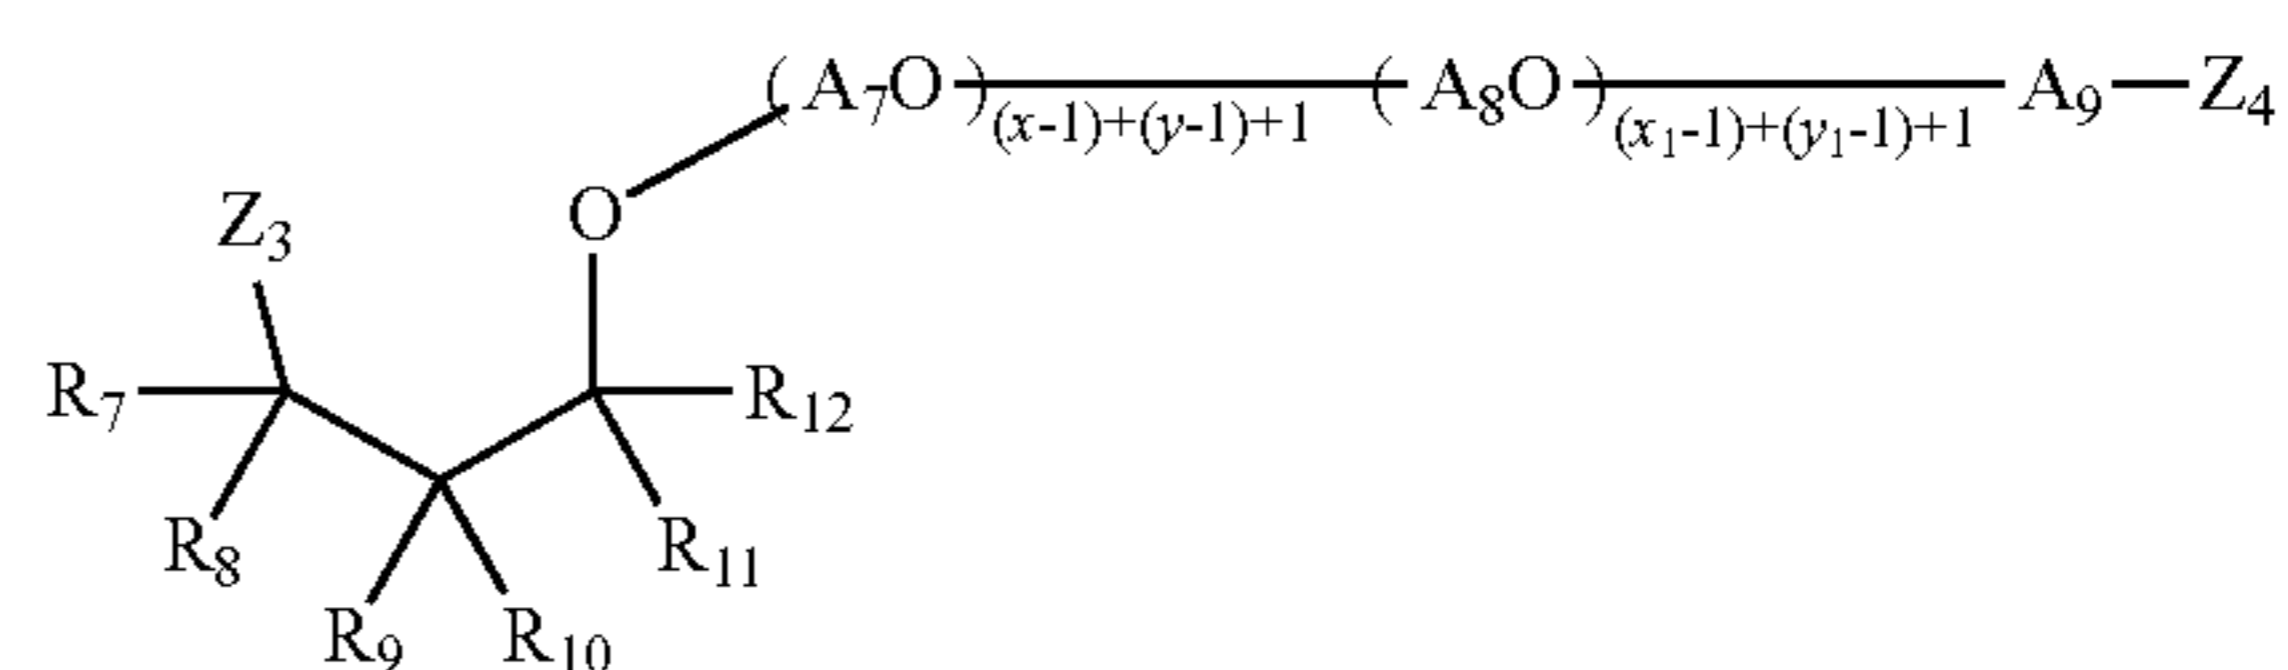 ( A₇O )(x-1)+(y-1)+1 ( A₈O )(x₁-1)+(y₁-1)+1 A₉ Z₄
O
Z₃
R₇ R₁₂
R₈ R₁₁
R₉ R₁₀